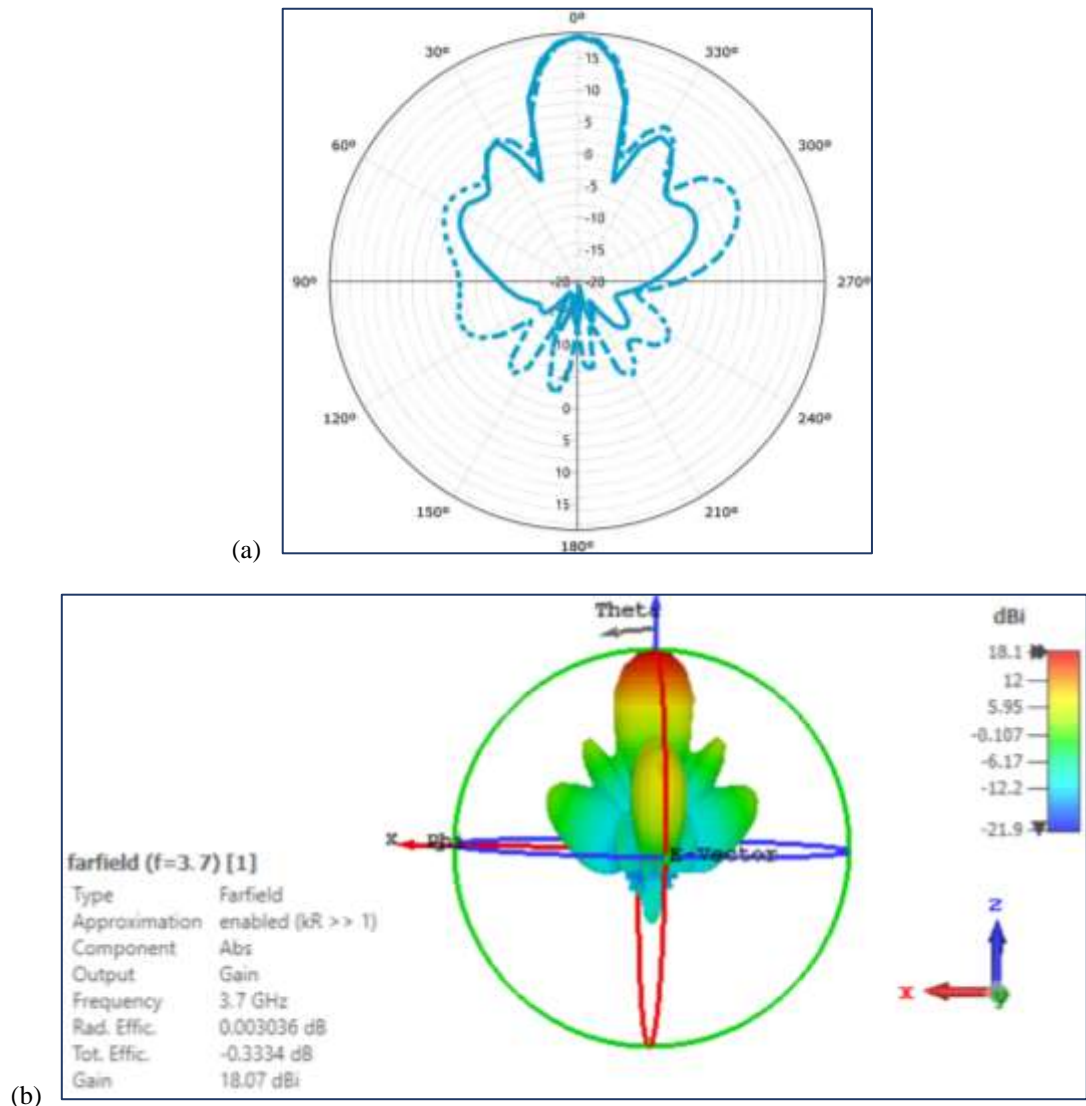 0º
30º
330º
15
10
5
60º
300º
0
-5
-10
-15
90º
-20
-20
270º
10
120º
240º
0
5
10
150º
210º
15
180º
(a)
Theta
dBi
18.1
12
5.95
-0.107
-6.17
-12.2
-21.9
X
Phi
E-Vector
farfield (f=3.7) [1]
Type Farfield
Approximation enabled (kR >> 1)
Component Abs
Output Gain
Frequency 3.7 GHz
Rad. Effic. 0.003036 dB
Tot. Effic. -0.3334 dB
Gain 18.07 dBi
z
x
y
(b)